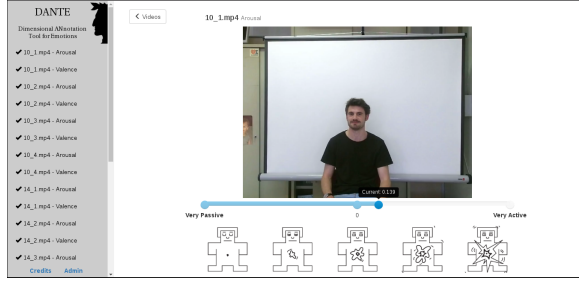 DANTE
Dimensional ANnotation
Tool for Emotions
✔ 10_1.mp4 - Arousal
✔ 10_1.mp4 - Valence
✔ 10_2.mp4 - Arousal
✔ 10_2.mp4 - Valence
✔ 10_3.mp4 - Arousal
✔ 10_3.mp4 - Valence
✔ 10_4.mp4 - Arousal
✔ 10_4.mp4 - Valence
✔ 14_1.mp4 - Arousal
✔ 14_1.mp4 - Valence
✔ 14_2.mp4 - Arousal
✔ 14_2.mp4 - Valence
✔ 14_3.mp4 - Arousal
Credits Admin
Videos
10_1.mp4 Arousal
Current: 0.139
Very Passive 0 Very Active